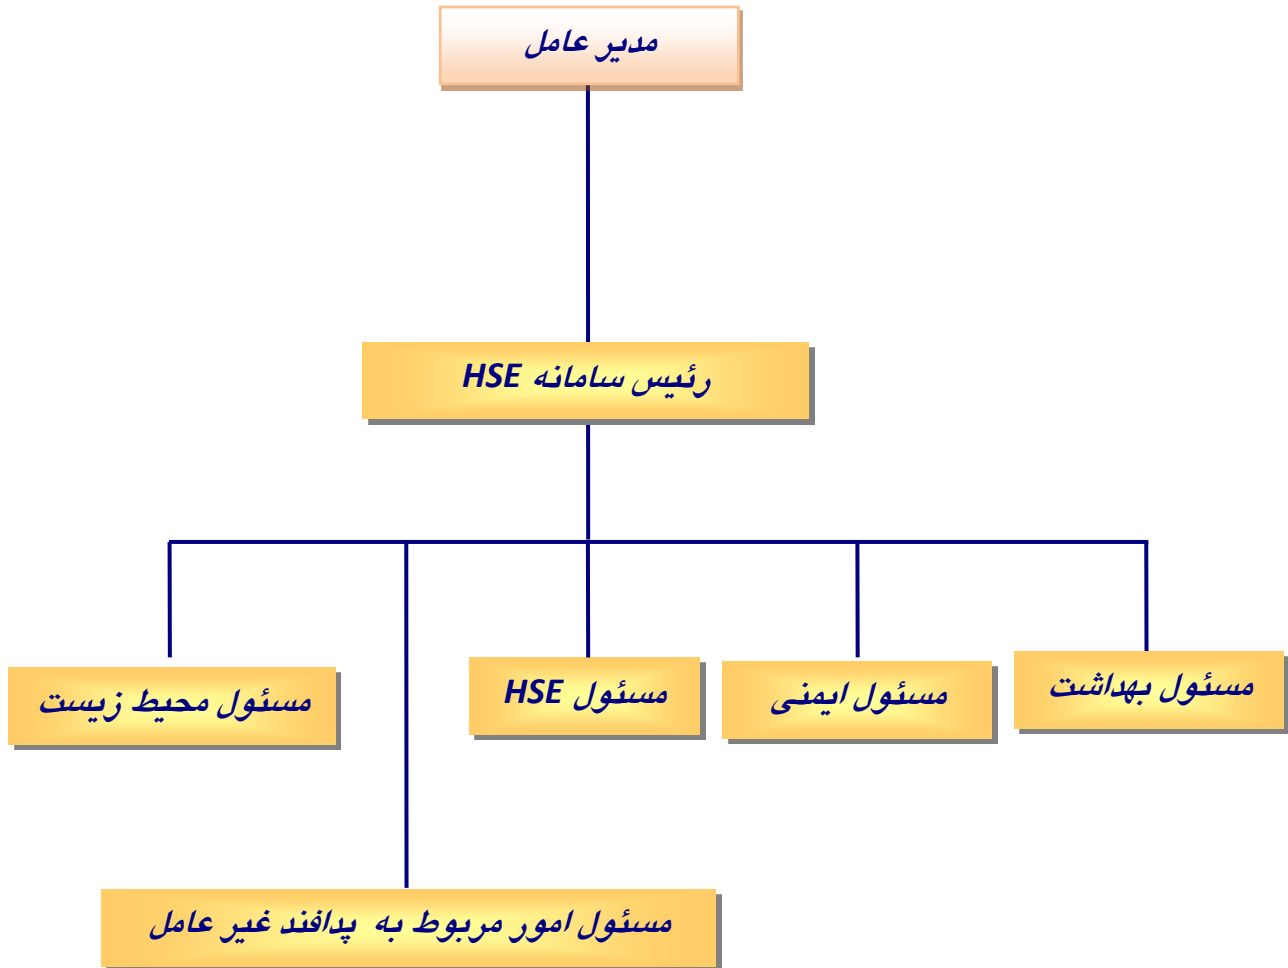 مدیر عامل
رئیس سامانه HSE
مسئول بهداشت
مسئول ایمنی
مسئول HSE
مسئول محیط زیست
مسئول امور مربوط به پدافند غیر عامل